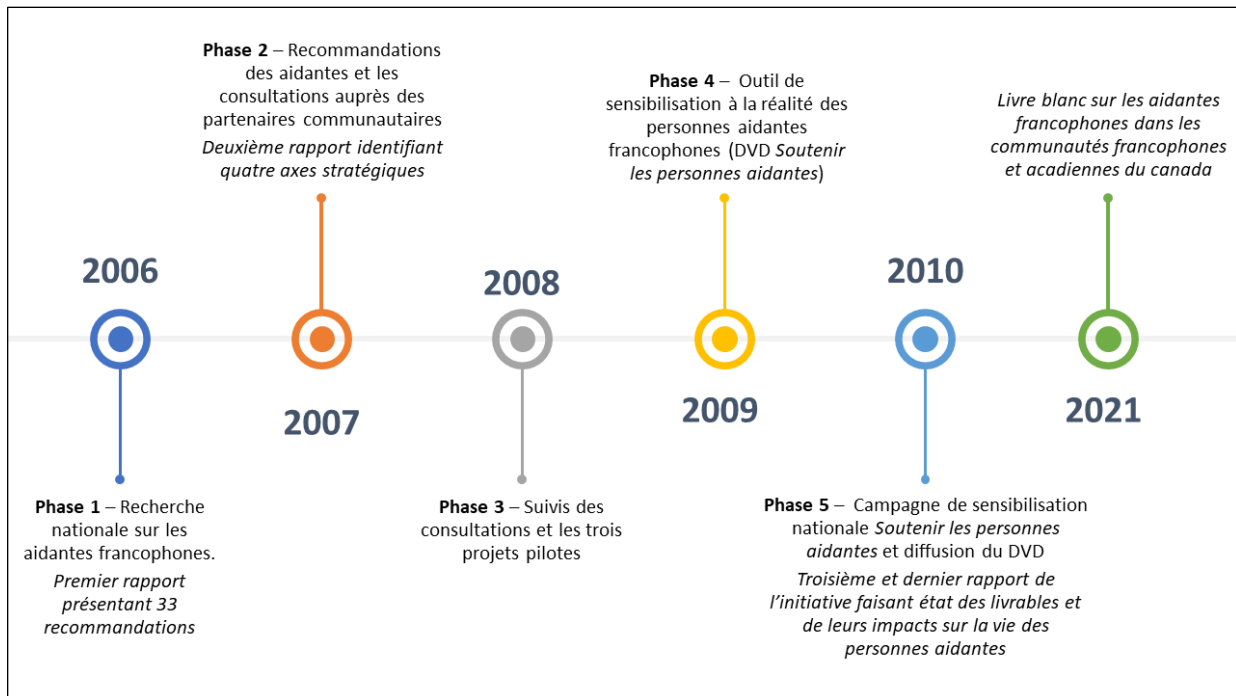 Phase 2 – Recommandations
des aidantes et les
consultations auprès des
partenaires communautaires
Deuxième rapport identifiant
quatre axes stratégiques
Phase 4 – Outil de
sensibilisation à la réalité des
personnes aidantes
francophones (DVD Soutenir
les personnes aidantes)
Livre blanc sur les aidantes
francophones dans les
communautés francophones
et acadiennes du canada
2006
2007
2008
2009
2010
2021
Phase 1 – Recherche
nationale sur les
aidantes francophones.
Premier rapport
présentant 33
recommandations
Phase 3 – Suivis des
consultations et les trois
projets pilotes
Phase 5 – Campagne de sensibilisation
nationale Soutenir les personnes
aidantes et diffusion du DVD
Troisième et dernier rapport de
l'initiative faisant état des livrables et
de leurs impacts sur la vie des
personnes aidantes